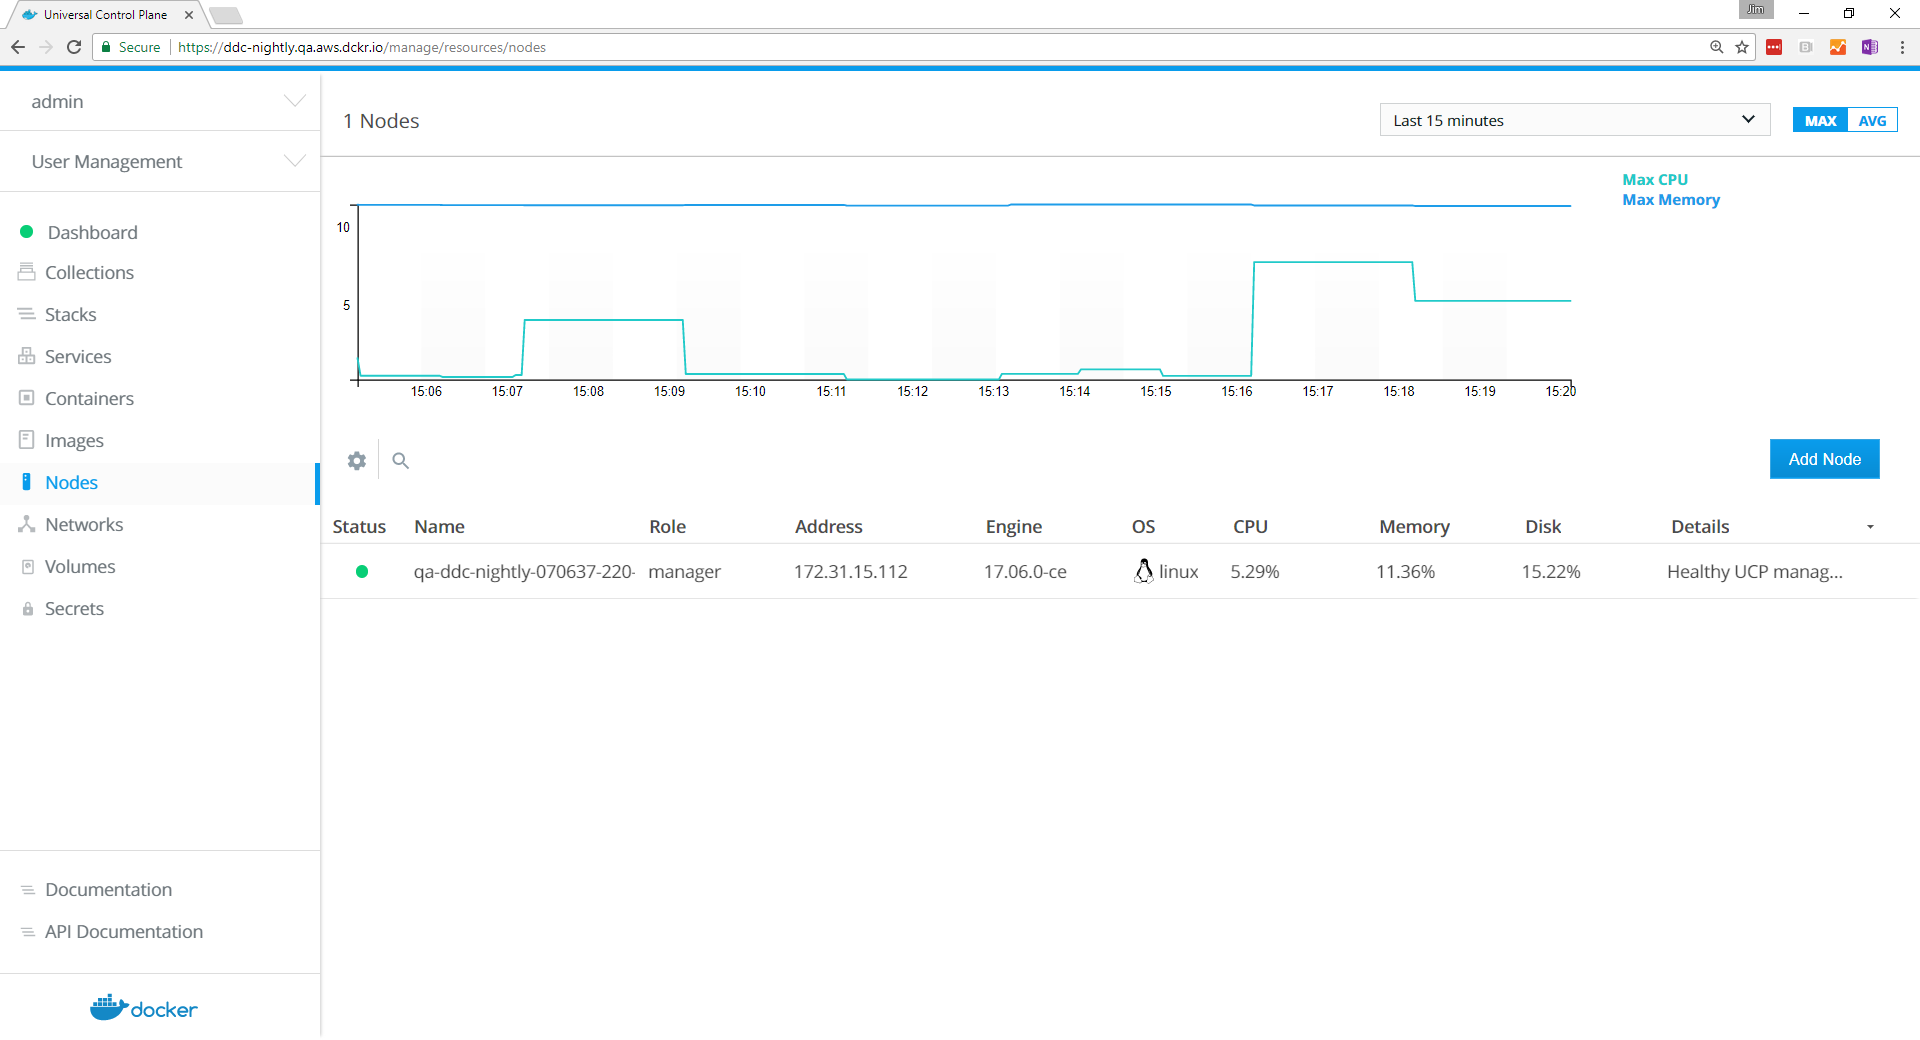 Universal Control Plane
Jim
Secure https://ddc-nightly.qa.aws.dckr.io/manage/resources/nodes
admin
User Management
Dashboard
Collections
Stacks
Services
Containers
Images
Nodes
Networks
Volumes
Secrets
Documentation
API Documentation
docker
1 Nodes
Last 15 minutes
MAX AVG
Max CPU
Max Memory
10
5
15:06 15:07 15:08 15:09 15:10 15:11 15:12 15:13 15:14 15:15 15:16 15:17 15:18 15:19 15:20
Add Node
Status Name Role Address Engine OS CPU Memory Disk Details
qa-ddc-nightly-070637-220- manager 172.31.15.112 17.06.0-ce linux 5.29% 11.36% 15.22% Healthy UCP manag...